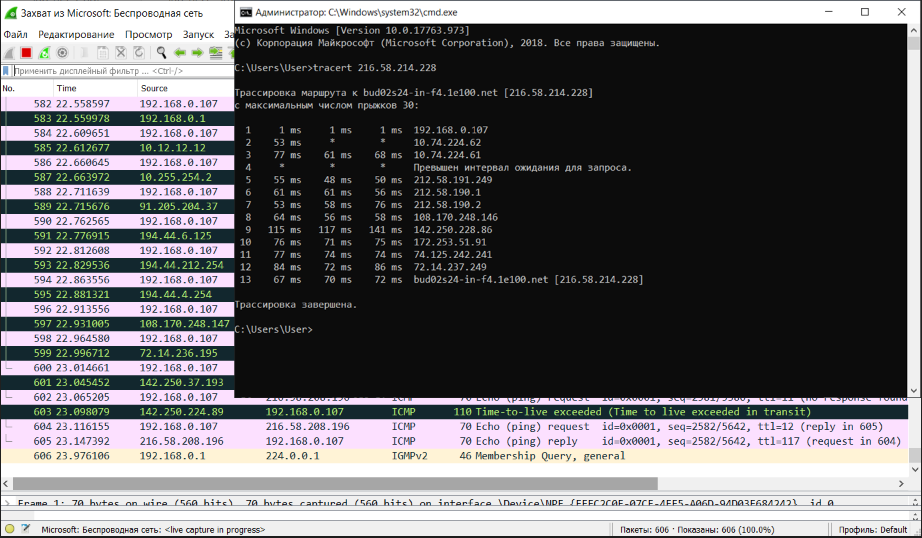 Захват из Microsoft: Беспроводная сеть
Файл Редактирование Просмотр Запуск За
Применить дисплейный фильтр ... <Ctrl-/>
No. Time Source
582 22.558597 192.168.0.107
583 22.559978 192.168.0.1
584 22.609651 192.168.0.107
585 22.612677 10.12.12.12
586 22.660645 192.168.0.107
587 22.663972 10.255.254.2
588 22.711639 192.168.0.107
589 22.715676 91.205.204.37
590 22.762565 192.168.0.107
591 22.776915 194.44.6.125
592 22.812608 192.168.0.107
593 22.829536 194.44.212.254
594 22.863556 192.168.0.107
595 22.881321 194.44.4.254
596 22.913556 192.168.0.107
597 22.931005 108.170.248.147
598 22.964580 192.168.0.107
599 22.996712 72.14.236.195
600 23.014661 192.168.0.107
601 23.045452 142.250.37.193
602 23.065205 192.168.0.107 216.58.208.196 ICMP 70 Echo (ping) request id=0x0001, seq=2581/5386, ttl=11 (no response found
603 23.098079 142.250.224.89 192.168.0.107 ICMP 110 Time-to-live exceeded (Time to live exceeded in transit)
604 23.116155 192.168.0.107 216.58.208.196 ICMP 70 Echo (ping) request id=0x0001, seq=2582/5642, ttl=12 (reply in 605)
605 23.147392 216.58.208.196 192.168.0.107 ICMP 70 Echo (ping) reply id=0x0001, seq=2582/5642, ttl=117 (request in 604)
606 23.976106 192.168.0.1 224.0.0.1 IGMPv2 46 Membership Query, general
Frame 1: 70 bytes on wire (560 bits), 70 bytes captured (560 bits) on interface \Device\NPF_ id 0
Microsoft: Беспроводная сеть: <live capture in progress>
Пакеты: 606 · Показаны: 606 (100.0%)
Профиль: Default
Администратор: C:\Windows\system32\cmd.exe
Microsoft Windows [Version 10.0.17763.973]
(c) Корпорация Майкрософт (Microsoft Corporation), 2018. Все права защищены.
C:\Users\User>tracert 216.58.214.228
Трассировка маршрута к bud02s24-in-f4.1e100.net [216.58.214.228]
с максимальным числом прыжков 30:
1 1 ms 1 ms 1 ms 192.168.0.107
2 53 ms * * 10.74.224.62
3 77 ms 61 ms 68 ms 10.74.224.61
4 * * * Превышен интервал ожидания для запроса.
5 55 ms 48 ms 50 ms 212.58.191.249
6 61 ms 61 ms 56 ms 212.58.190.1
7 53 ms 58 ms 76 ms 212.58.190.2
8 64 ms 56 ms 58 ms 108.170.248.146
9 115 ms 117 ms 141 ms 142.250.228.86
10 76 ms 71 ms 75 ms 172.253.51.91
11 77 ms 74 ms 74 ms 74.125.242.241
12 84 ms 72 ms 86 ms 72.14.237.249
13 67 ms 70 ms 72 ms bud02s24-in-f4.1e100.net [216.58.214.228]
Трассировка завершена.
C:\Users\User>